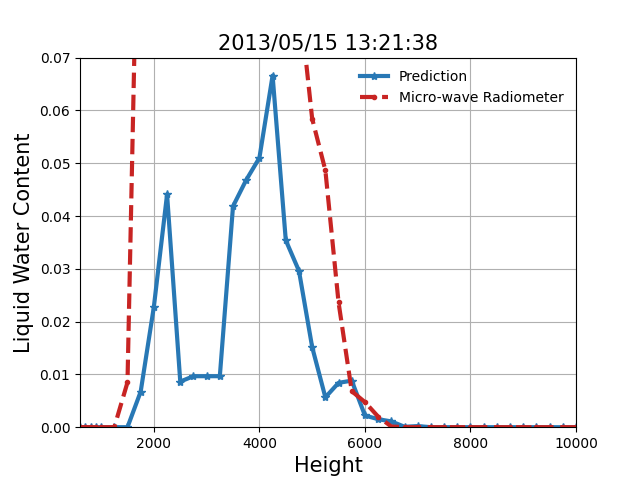 2013/05/15 13:21:38
Prediction
Micro-wave Radiometer
Liquid Water Content
0.07
0.06
0.05
0.04
0.03
0.02
0.01
0.00
2000 4000 6000 8000 10000
Height